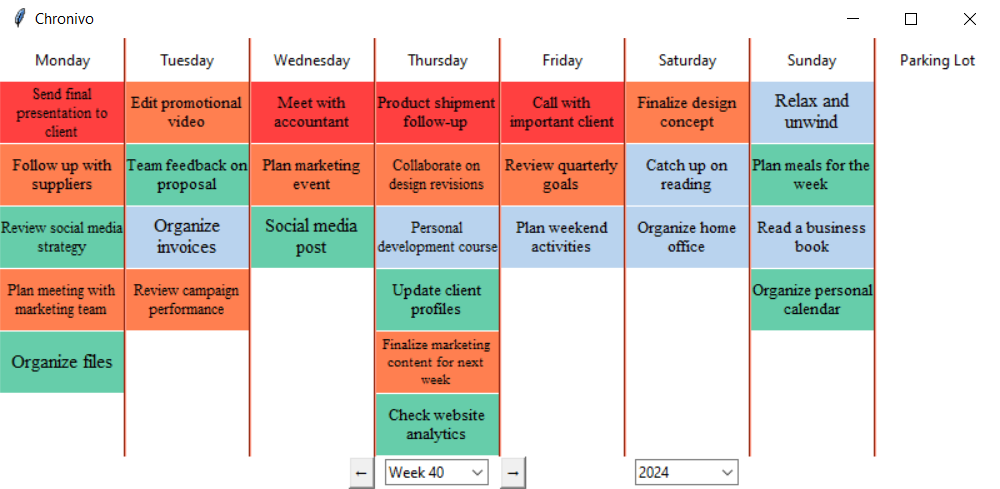 Chronivo
Monday
Tuesday
Wednesday
Thursday
Friday
Saturday
Sunday
Parking Lot
Send final
presentation to
client
Edit promotional
video
Meet with
accountant
Product shipment
follow-up
Call with
important client
Finalize design
concept
Relax and
unwind
Follow up with
suppliers
Team feedback on
proposal
Plan marketing
event
Collaborate on
design revisions
Review quarterly
goals
Catch up on
reading
Plan meals for the
week
Review social media
strategy
Organize
invoices
Social media
post
Personal
development course
Plan weekend
activities
Organize home
office
Read a business
book
Plan meeting with
marketing team
Review campaign
performance
Update client
profiles
Organize personal
calendar
Organize files
Finalize marketing
content for next
week
Check website
analytics
← Week 40 → 2024